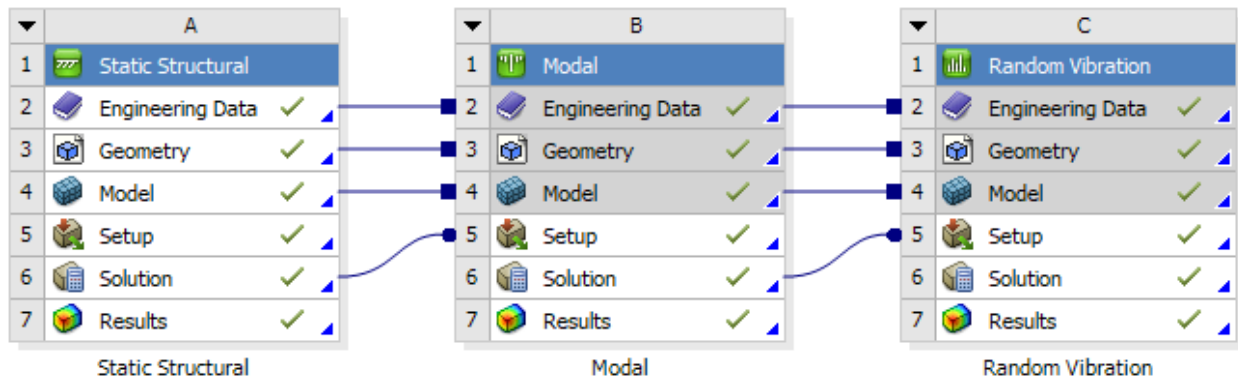 A B C
1 Static Structural 1 Modal 1 Random Vibration
2 Engineering Data 2 Engineering Data 2 Engineering Data
3 Geometry 3 Geometry 3 Geometry
4 Model 4 Model 4 Model
5 Setup 5 Setup 5 Setup
6 Solution 6 Solution 6 Solution
7 Results 7 Results 7 Results
Static Structural Modal Random Vibration